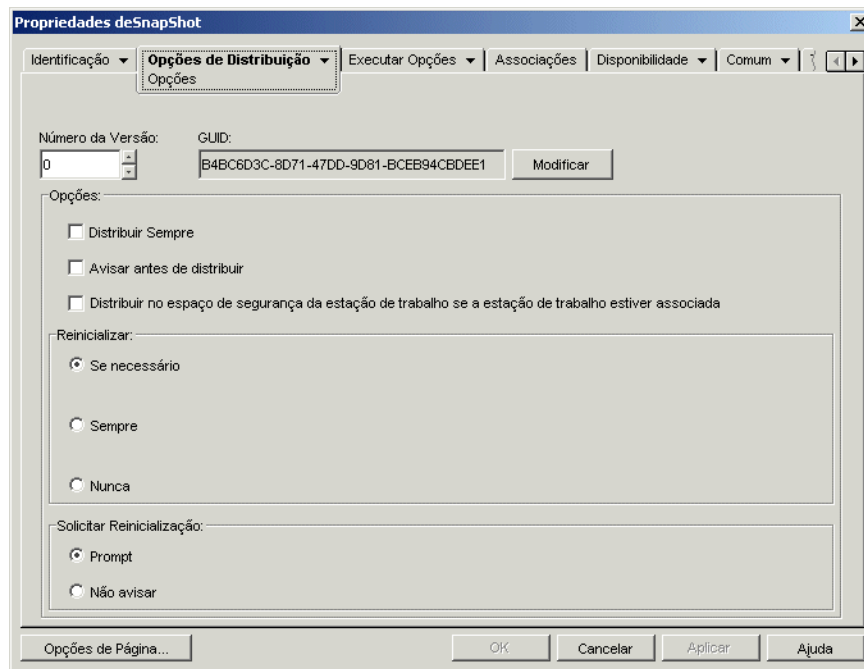 Propriedades deSnapShot
Identificação
Opções de Distribuição
Executar Opções
Associações
Disponibilidade
Comum
Opções
Número da Versão:
GUID:
0
B4BC6D3C-8D71-47DD-9D81-BCEB94CBDEE1
Modificar
Opções:
Distribuir Sempre
Avisar antes de distribuir
Distribuir no espaço de segurança da estação de trabalho se a estação de trabalho estiver associada
Reinicializar:
Se necessário
Sempre
Nunca
Solicitar Reinicialização:
Prompt
Não avisar
Opções de Página...
OK
Cancelar
Aplicar
Ajuda